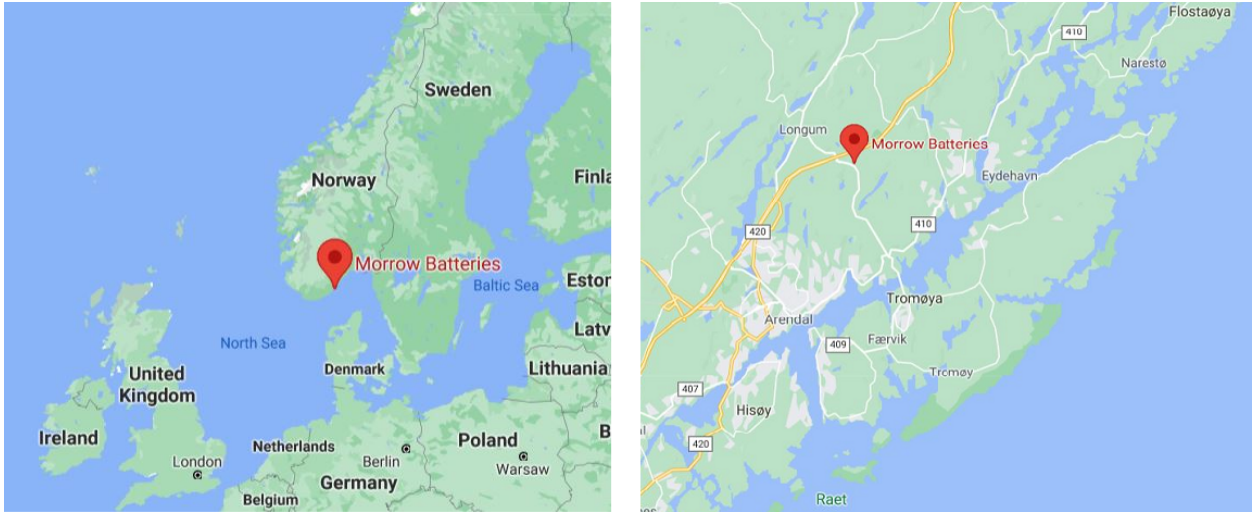 Sweden
Norway
Finla
Morrow Batteries
Baltic Sea
Eston
North Sea
Latv
Denmark
Lithuania
United
Kingdom
Ireland
Netherlands
Poland
B
London
Berlin
Warsaw
Belgium
Germany
Flostaøya
410
Narestø
Longum
Morrow Batteries
Eydehavn
410
420
Tromøya
Arendal
Færvik
409
Tromøy
407
Hisøy
420
Raet